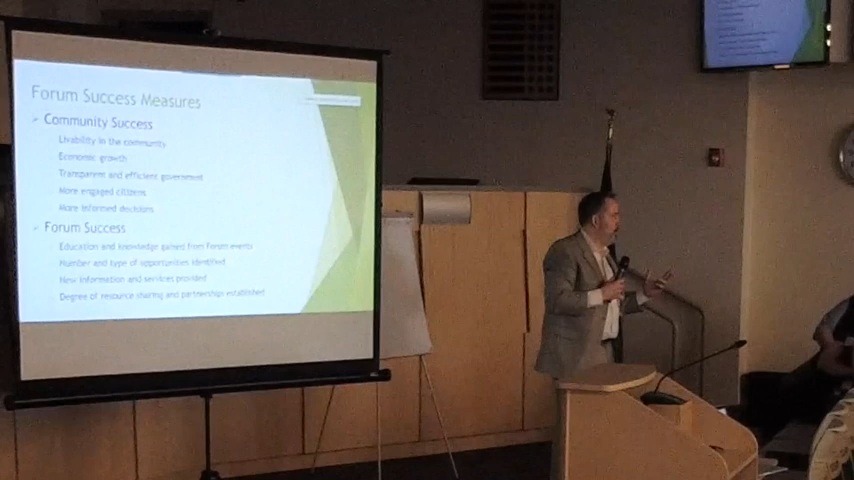 Forum Success Measures
Community Success
Livability in the community
Economic growth
Transparent and efficient government
More engaged citizens
More informed decisions
Forum Success
Education and knowledge gained from Forum events
Number and type of opportunities identified
New information and services provided
Degree of resource sharing and partnerships established